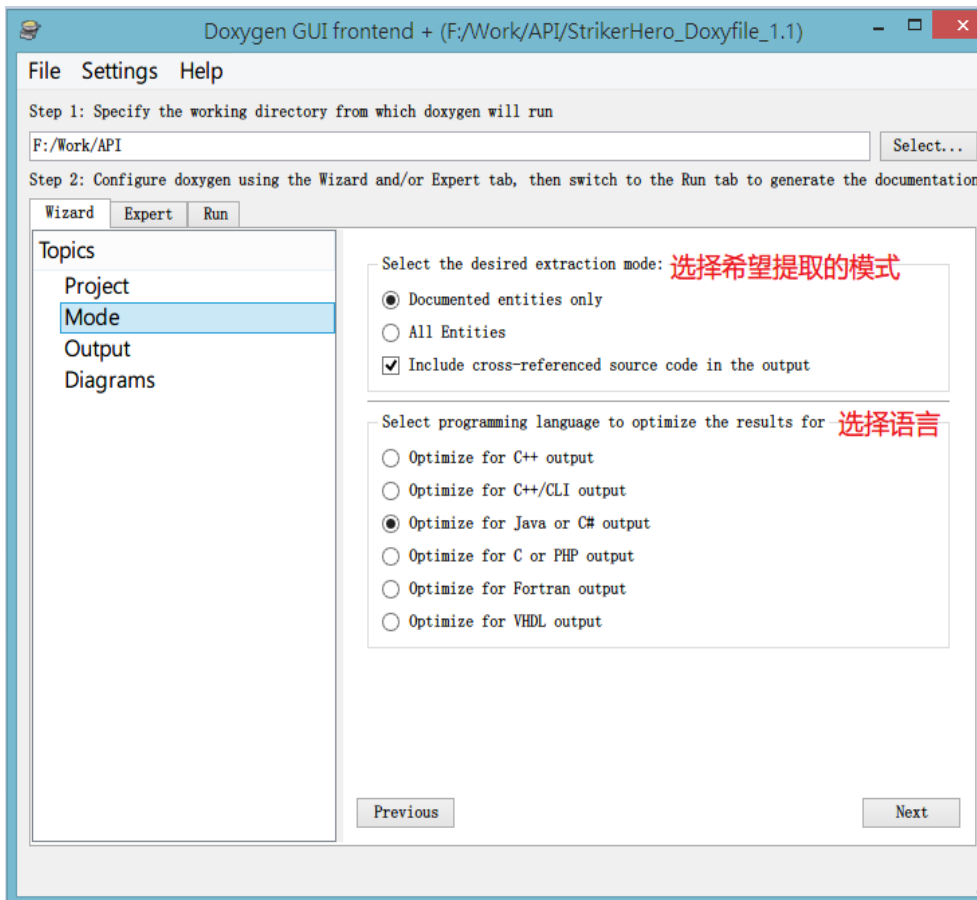 Doxygen GUI frontend + (F:/Work/API/StrikerHero_Doxyfile_1.1)
File Settings Help
Step 1: Specify the working directory from which doxygen will run
F:/Work/API
Select...
Step 2: Configure doxygen using the Wizard and/or Expert tab, then switch to the Run tab to generate the documentation
Wizard Expert Run
Topics
Project
Mode
Output
Diagrams
Select the desired extraction mode: 选择希望提取的模式
Documented entities only
All Entities
Include cross-referenced source code in the output
Select programming language to optimize the results for 选择语言
Optimize for C++ output
Optimize for C++/CLI output
Optimize for Java or C# output
Optimize for C or PHP output
Optimize for Fortran output
Optimize for VHDL output
Previous
Next